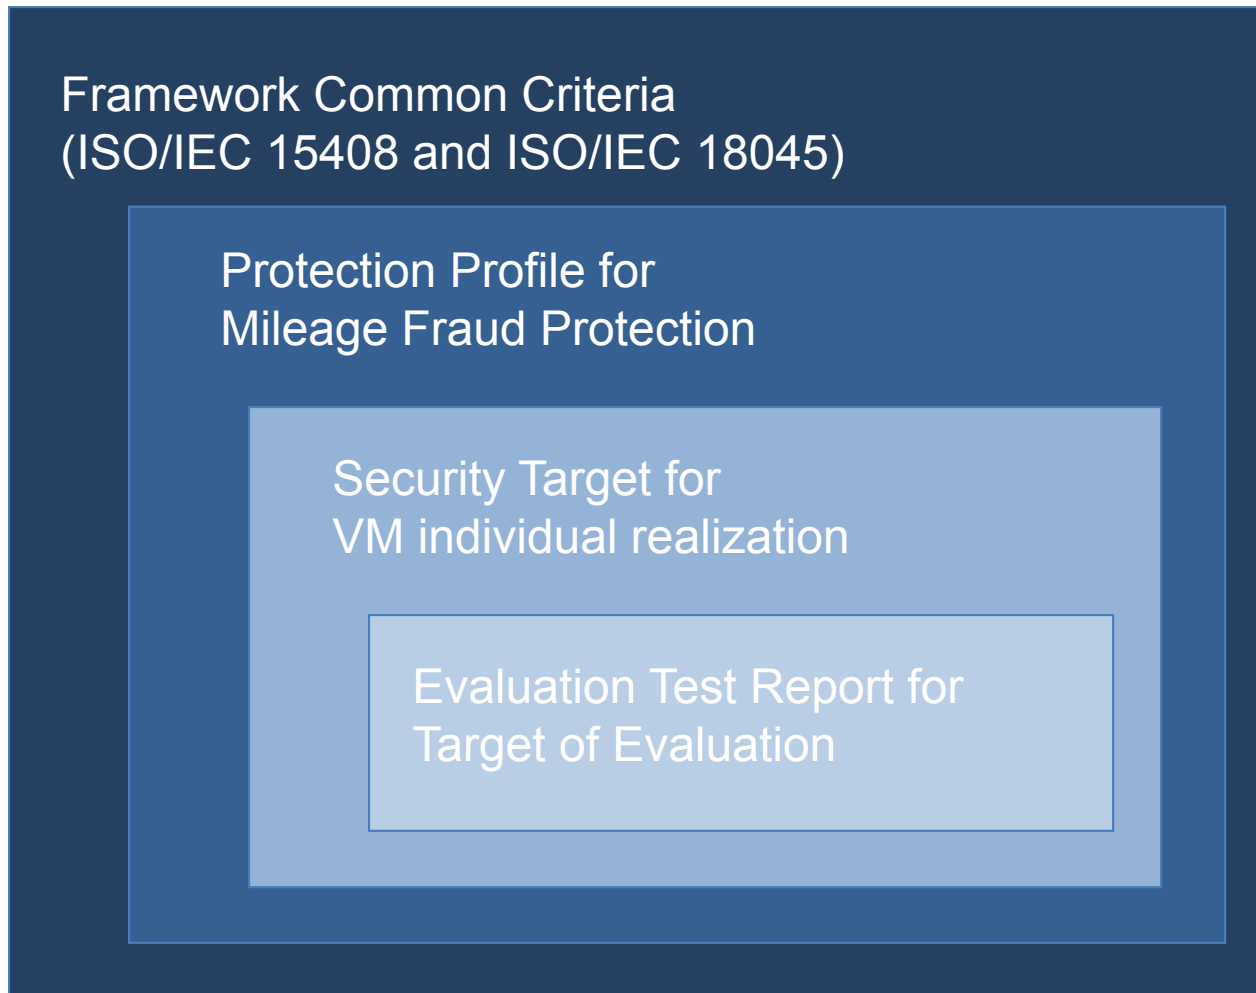 Framework Common Criteria
(ISO/IEC 15408 and ISO/IEC 18045)
Protection Profile for
Mileage Fraud Protection
Security Target for
VM individual realization
Evaluation Test Report for
Target of Evaluation